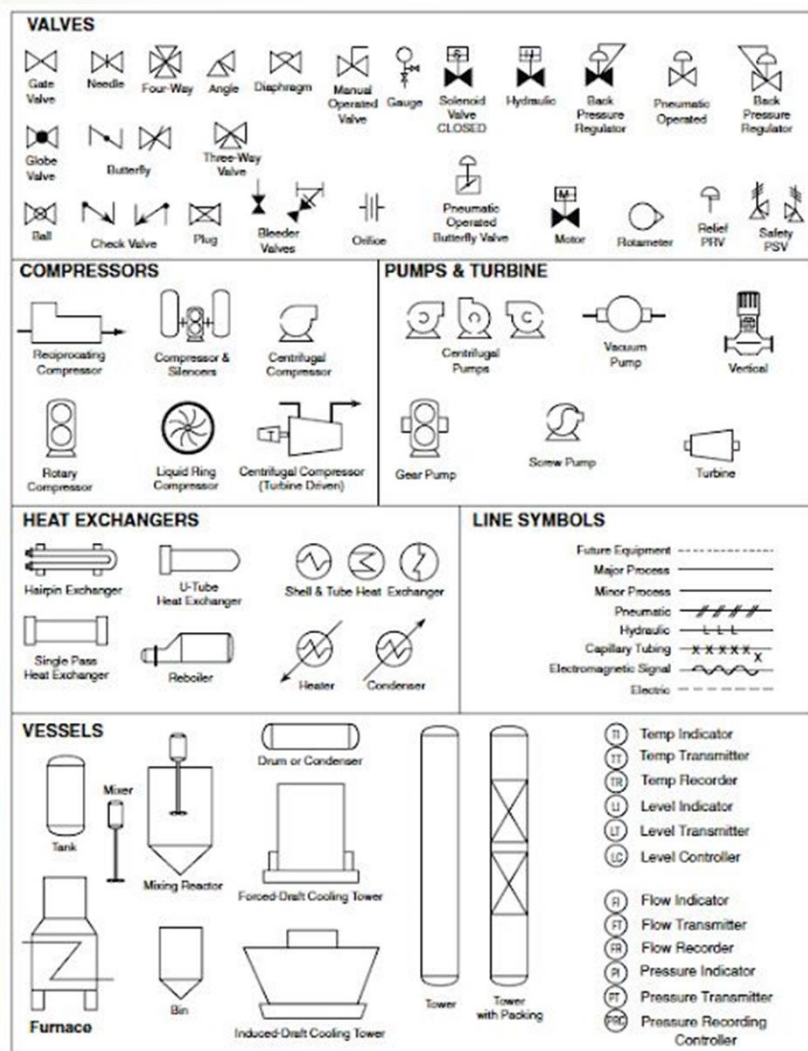 VALVES
Gate
Valve
Needle
Four-Way
Angle
Diaphragm
Manual
Operated
Valve
Gauge
S
Solenoid
Valve
CLOSED
H
Hydraulic
Back
Pressure
Regulator
Pneumatic
Operated
Back
Pressure
Regulator
Globe
Valve
Butterfly
Three-Way
Valve
Ball
Check Valve
Plug
Bleeder
Valves
Orifice
Pneumatic
Operated
Butterfly Valve
M
Motor
Rotameter
Relief
PRV
Safety
PSV
COMPRESSORS
Reciprocating
Compressor
Compressor &
Silencers
Centrifugal
Compressor
Rotary
Compressor
Liquid Ring
Compressor
T
Centrifugal Compressor
(Turbine Driven)
PUMPS & TURBINE
Centrifugal
Pumps
Vacuum
Pump
Vertical
Gear Pump
Screw Pump
Turbine
HEAT EXCHANGERS
Hairpin Exchanger
U-Tube
Heat Exchanger
Shell & Tube Heat Exchanger
Single Pass
Heat Exchanger
Reboiler
Heater
Condenser
LINE SYMBOLS
Future Equipment
Major Process
Minor Process
Pneumatic
Hydraulic L L L
Capillary Tubing X X X X X X
Electromagnetic Signal
Electric
VESSELS
Tank
Mixer
Mixing Reactor
Drum or Condenser
Forced-Draft Cooling Tower
Furnace
Bin
Induced-Draft Cooling Tower
Tower
Tower
with Packing
TI Temp Indicator
TT Temp Transmitter
TR Temp Recorder
LI Level Indicator
LT Level Transmitter
LC Level Controller
FI Flow Indicator
FT Flow Transmitter
FR Flow Recorder
PI Pressure Indicator
PT Pressure Transmitter
PRC Pressure Recording
Controller